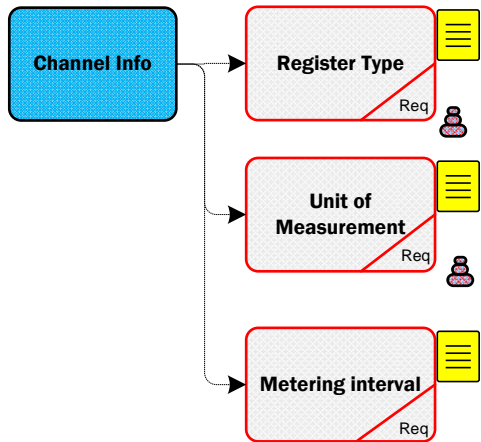 Channel Info
Register Type
Req
Unit of
Measurement
Req
Metering interval
Req